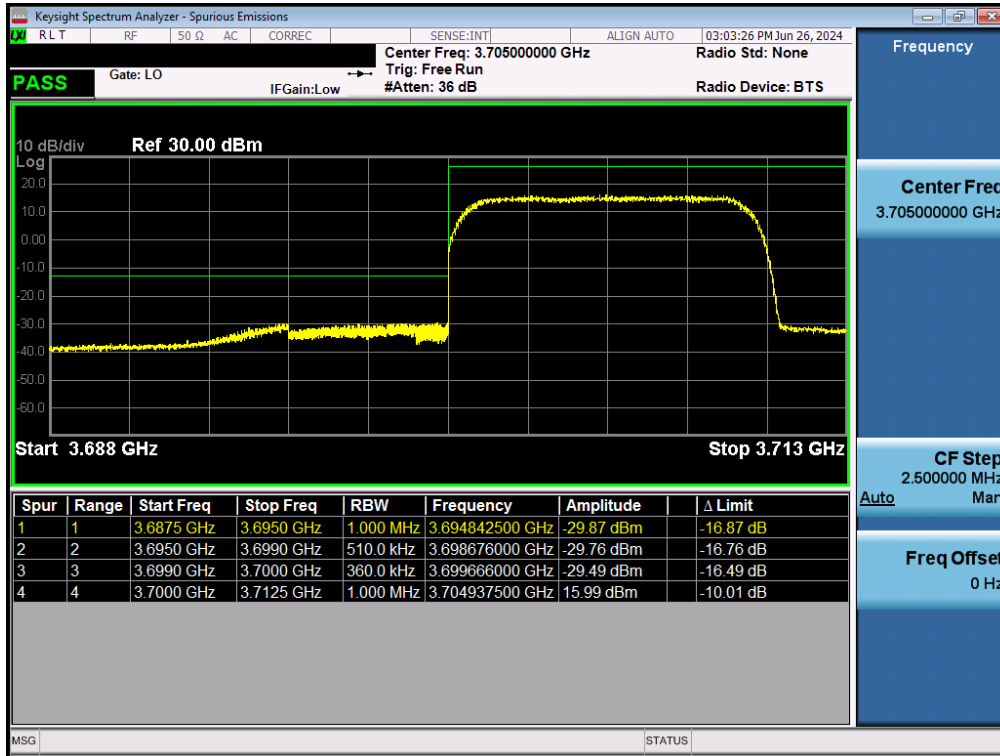 Keysight Spectrum Analyzer - Spurious Emissions
LXI R L T RF 50 Ω AC CORREC SENSE:INT ALIGN AUTO 03:03:26 PM Jun 26, 2024
Center Freq: 3.705000000 GHz Radio Std: None
Gate: LO Trig: Free Run
PASS IFGain:Low #Atten: 36 dB Radio Device: BTS
10 dB/div Ref 30.00 dBm
Log
20.0
10.0
0.00
-10.0
-20.0
-30.0
-40.0
-50.0
-60.0
Start 3.688 GHz Stop 3.713 GHz
Spur Range Start Freq Stop Freq RBW Frequency Amplitude Δ Limit
1 1 3.6875 GHz 3.6950 GHz 1.000 MHz 3.694842500 GHz -29.87 dBm -16.87 dB
2 2 3.6950 GHz 3.6990 GHz 510.0 kHz 3.698676000 GHz -29.76 dBm -16.76 dB
3 3 3.6990 GHz 3.7000 GHz 360.0 kHz 3.699666000 GHz -29.49 dBm -16.49 dB
4 4 3.7000 GHz 3.7125 GHz 1.000 MHz 3.704937500 GHz 15.99 dBm -10.01 dB
MSG STATUS
Frequency
Center Freq
3.705000000 GHz
CF Step
2.500000 MHz
Auto Man
Freq Offset
0 Hz